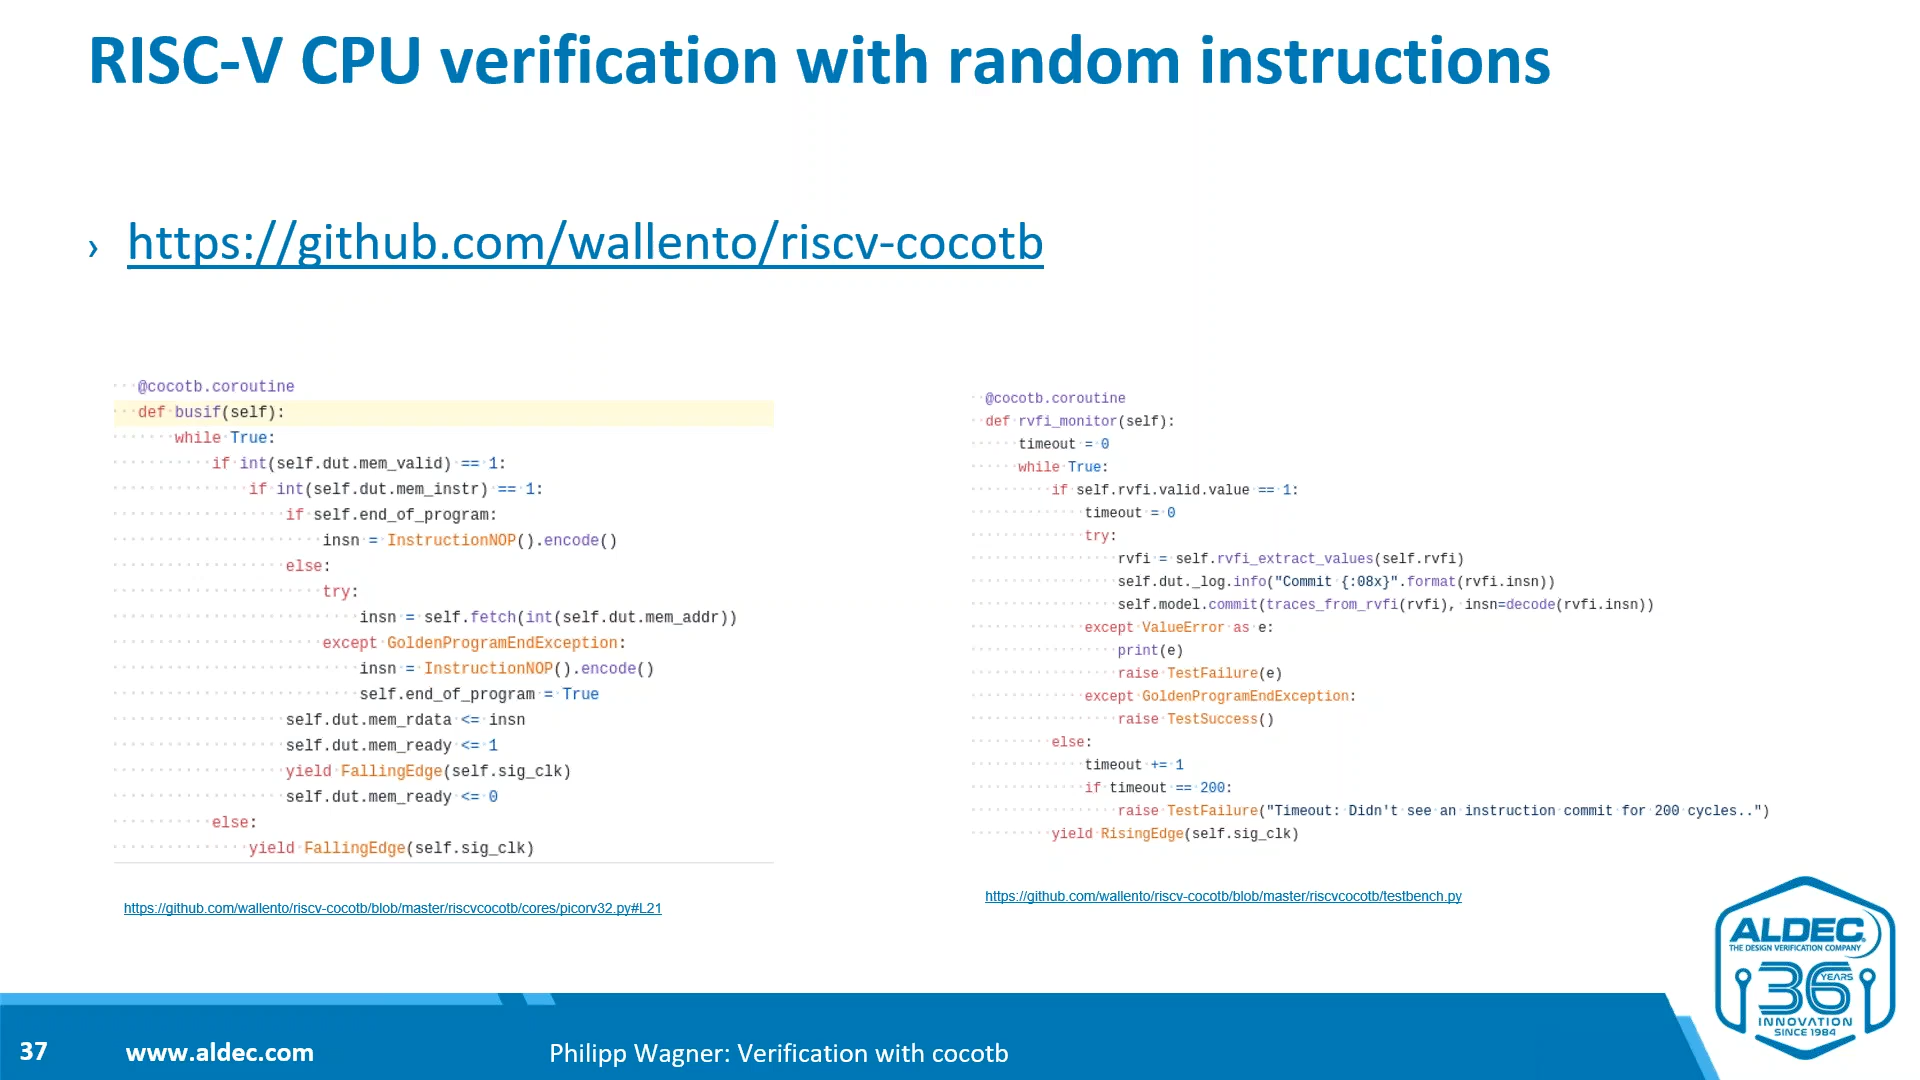 RISC-V CPU verification with random instructions
› https://github.com/wallento/riscv-cocotb
@cocotb.coroutine
def busif(self):
while True:
if int(self.dut.mem_valid) == 1:
if int(self.dut.mem_instr) == 1:
if self.end_of_program:
insn = InstructionNOP().encode()
else:
try:
insn = self.fetch(int(self.dut.mem_addr))
except GoldenProgramEndException:
insn = InstructionNOP().encode()
self.end_of_program = True
self.dut.mem_rdata <= insn
self.dut.mem_ready <= 1
yield FallingEdge(self.sig_clk)
self.dut.mem_ready <= 0
else:
yield FallingEdge(self.sig_clk)
https://github.com/wallento/riscv-cocotb/blob/master/riscvcocotb/cores/picorv32.py#L21
@cocotb.coroutine
def rvfi_monitor(self):
timeout = 0
while True:
if self.rvfi.valid.value == 1:
timeout = 0
try:
rvfi = self.rvfi_extract_values(self.rvfi)
self.dut._log.info("Commit {:08x}".format(rvfi.insn))
self.model.commit(traces_from_rvfi(rvfi), insn=decode(rvfi.insn))
except ValueError as e:
print(e)
raise TestFailure(e)
except GoldenProgramEndException:
raise TestSuccess()
else:
timeout += 1
if timeout == 200:
raise TestFailure("Timeout: Didn't see an instruction commit for 200 cycles..")
yield RisingEdge(self.sig_clk)
https://github.com/wallento/riscv-cocotb/blob/master/riscvcocotb/testbench.py
ALDEC
THE DESIGN VERIFICATION COMPANY
36 YEARS
INNOVATION
SINCE 1984
37 www.aldec.com Philipp Wagner: Verification with cocotb